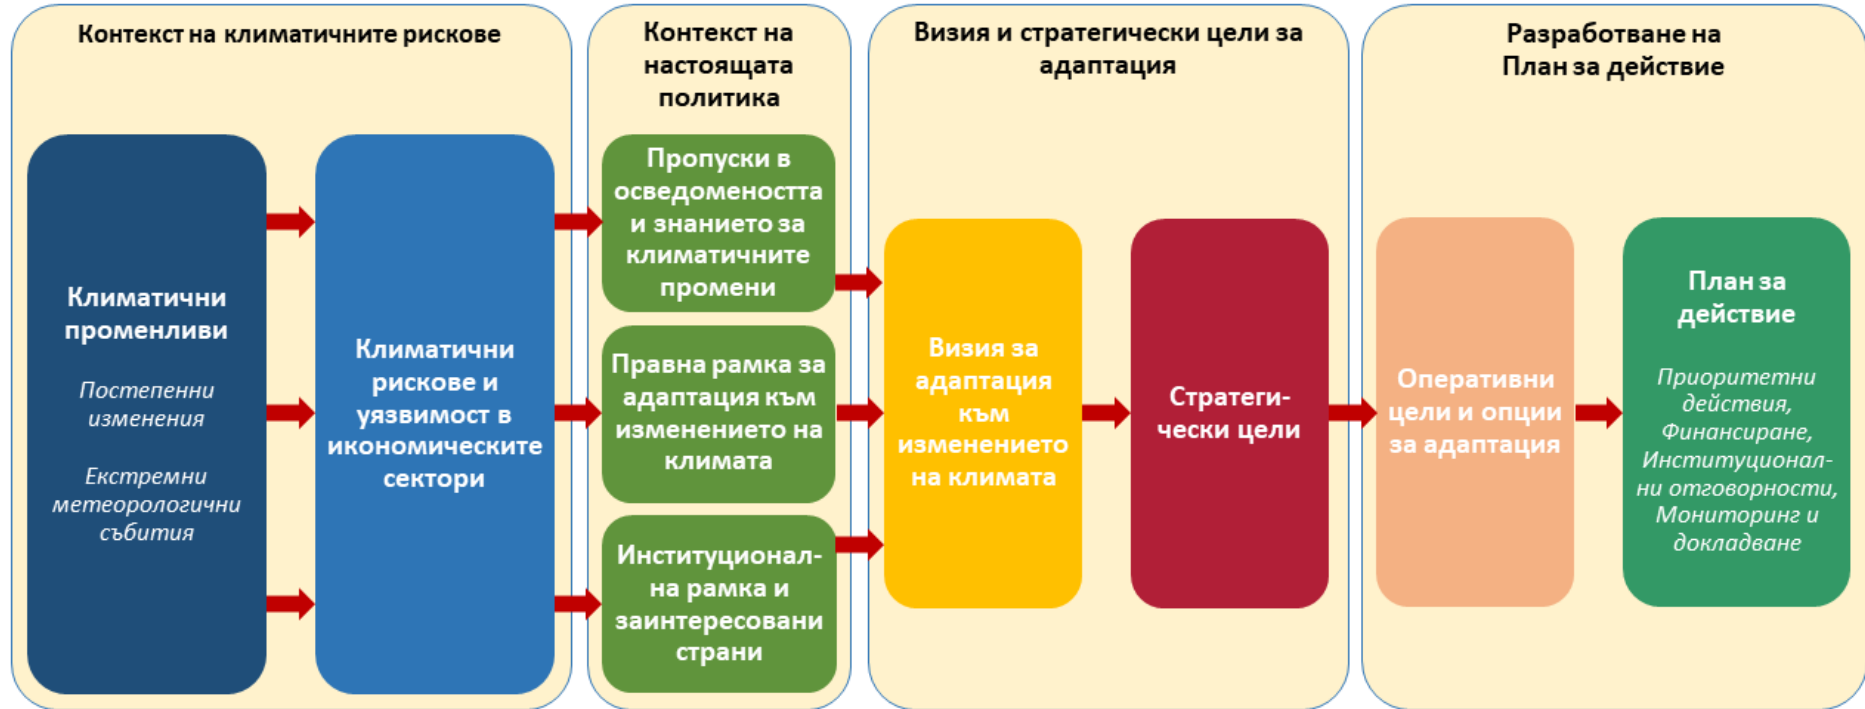 Контекст на климатичните рискове
Климатични
променливи
Постепенни
изменения
Екстремни
метеорологични
събития
Климатични
рискове и
уязвимост в
икономическите
сектори
Контекст на
настоящата
политика
Пропуски в
осведомеността
и знанието за
климатичните
промени
Правна рамка за
адаптация към
изменението на
климата
Институционал-
на рамка и
заинтересовани
страни
Визия и стратегически цели за
адаптация
Визия за
адаптация
към
изменението
на климата
Стратеги-
чески цели
Разработване на
План за действие
Оперативни
цели и опции
за адаптация
План за
действие
Приоритетни
действия,
Финансиране,
Институционал-
ни отговорности,
Мониторинг и
докладване